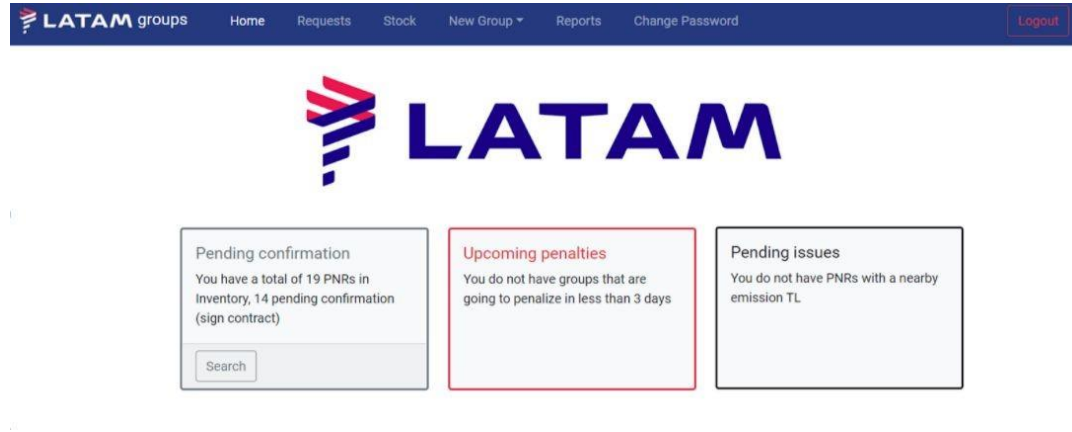 LATAM groups Home Requests Stock New Group Reports Change Password Logout
LATAM
Pending confirmation
You have a total of 19 PNRs in
Inventory, 14 pending confirmation
(sign contract)
Search
Upcoming penalties
You do not have groups that are
going to penalize in less than 3 days
Pending issues
You do not have PNRs with a nearby
emission TL